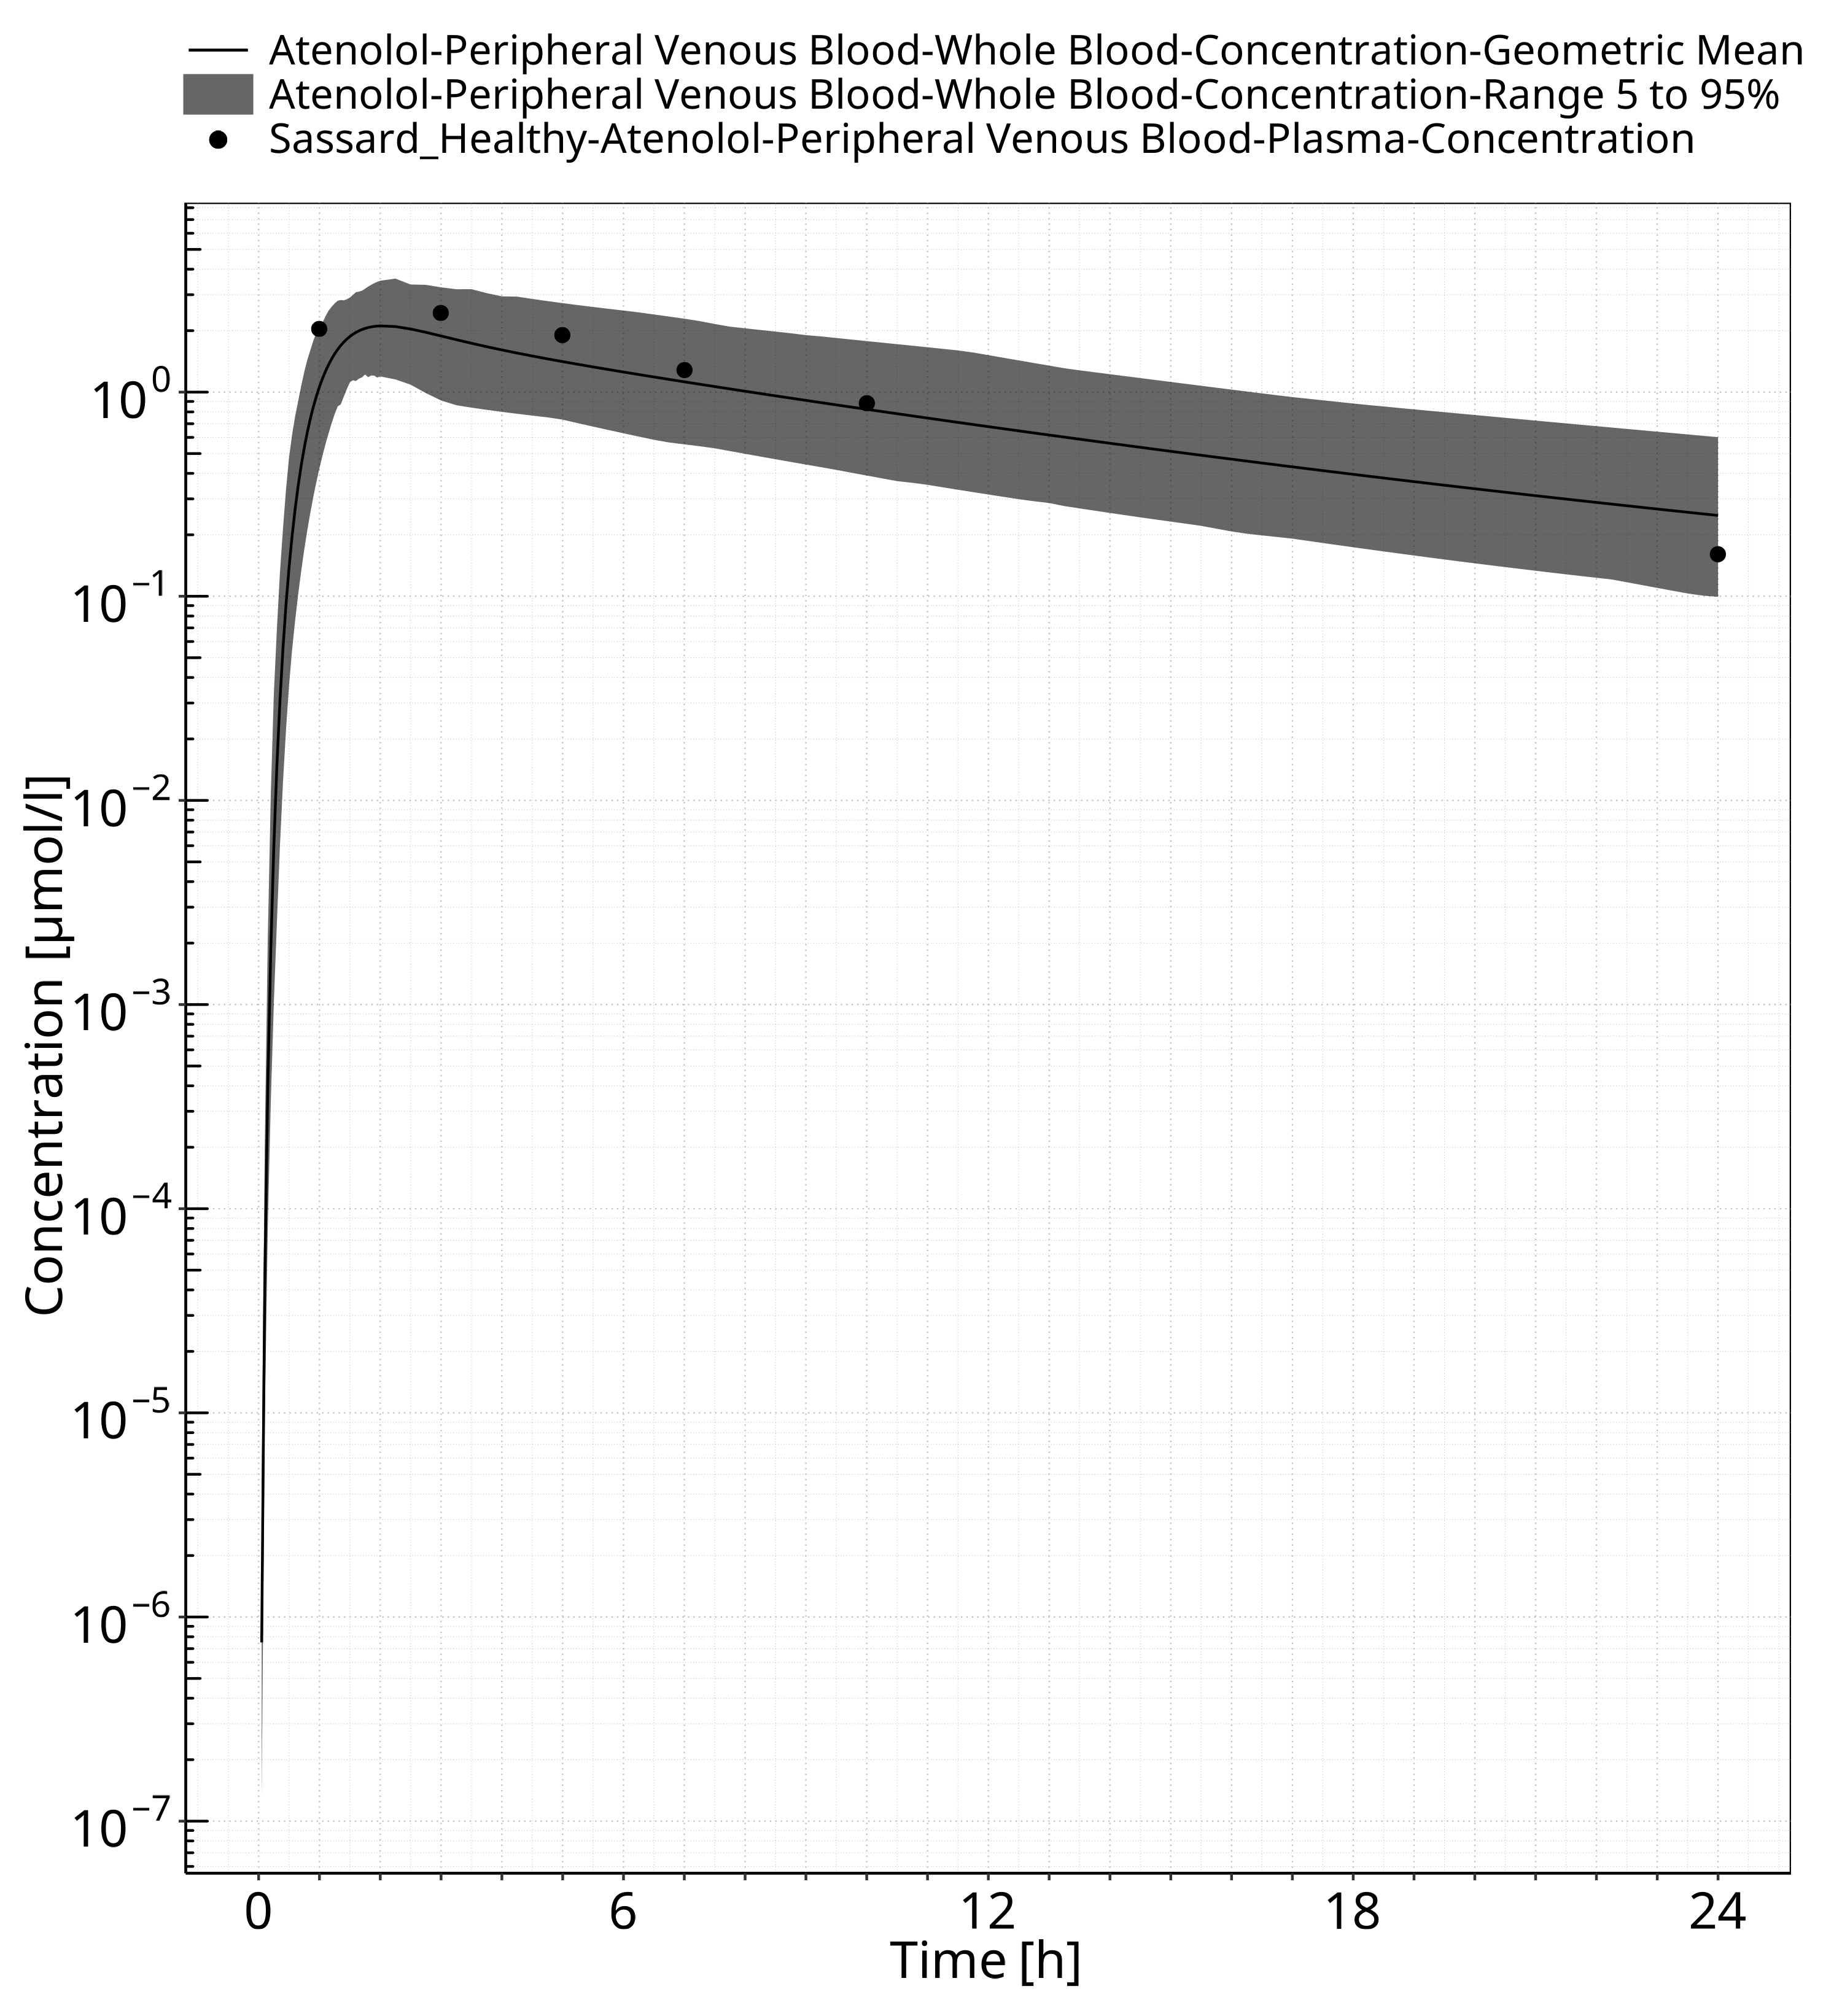 Atenolol-Peripheral Venous Blood-Whole Blood-Concentration-Geometric Mean
Atenolol-Peripheral Venous Blood-Whole Blood-Concentration-Range 5 to 95%
Sassard_Healthy-Atenolol-Peripheral Venous Blood-Plasma-Concentration
Concentration [µmol/l]
10⁰
10⁻¹
10⁻²
10⁻³
10⁻⁴
10⁻⁵
10⁻⁶
10⁻⁷
0 6 12 18 24
Time [h]